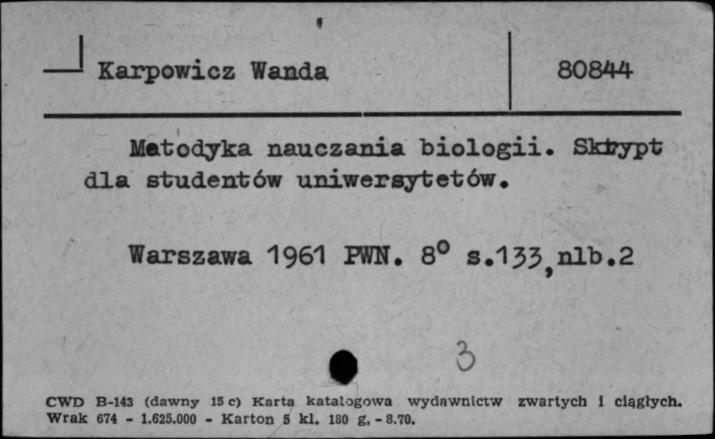 Karpowicz Wanda 80844
Metodyka nauczania biologii. Skrypt
dla studentów uniwersytetów.
Warszawa 1961 PWN. 8° s.133, nlb.2
3
CWD B-143 (dawny 15 c) Karta katalogowa wydawnictw zwartych i ciągłych.
Wrak 674 - 1.625.000 - Karton 5 kl. 180 g, - 8.70.